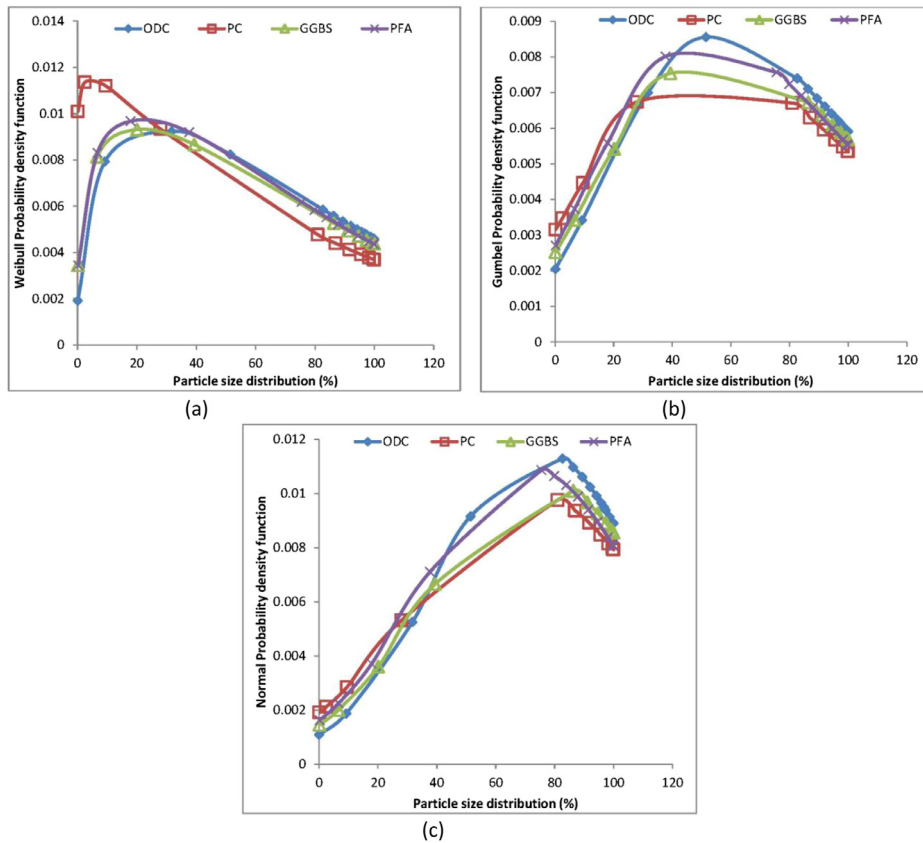 ODC PC GGBS PFA
0.014
0.012
0.01
0.008
0.006
0.004
0.002
0
Weibull Probability density function
0 20 40 60 80 100 120
Particle size distribution (%)
(a)
ODC PC GGBS PFA
0.009
0.008
0.007
0.006
0.005
0.004
0.003
0.002
0.001
0
Gumbel Probability density function
0 20 40 60 80 100 120
Particle size distribution (%)
(b)
ODC PC GGBS PFA
0.012
0.01
0.008
0.006
0.004
0.002
0
Normal Probability density function
0 20 40 60 80 100 120
Particle size distribution (%)
(c)